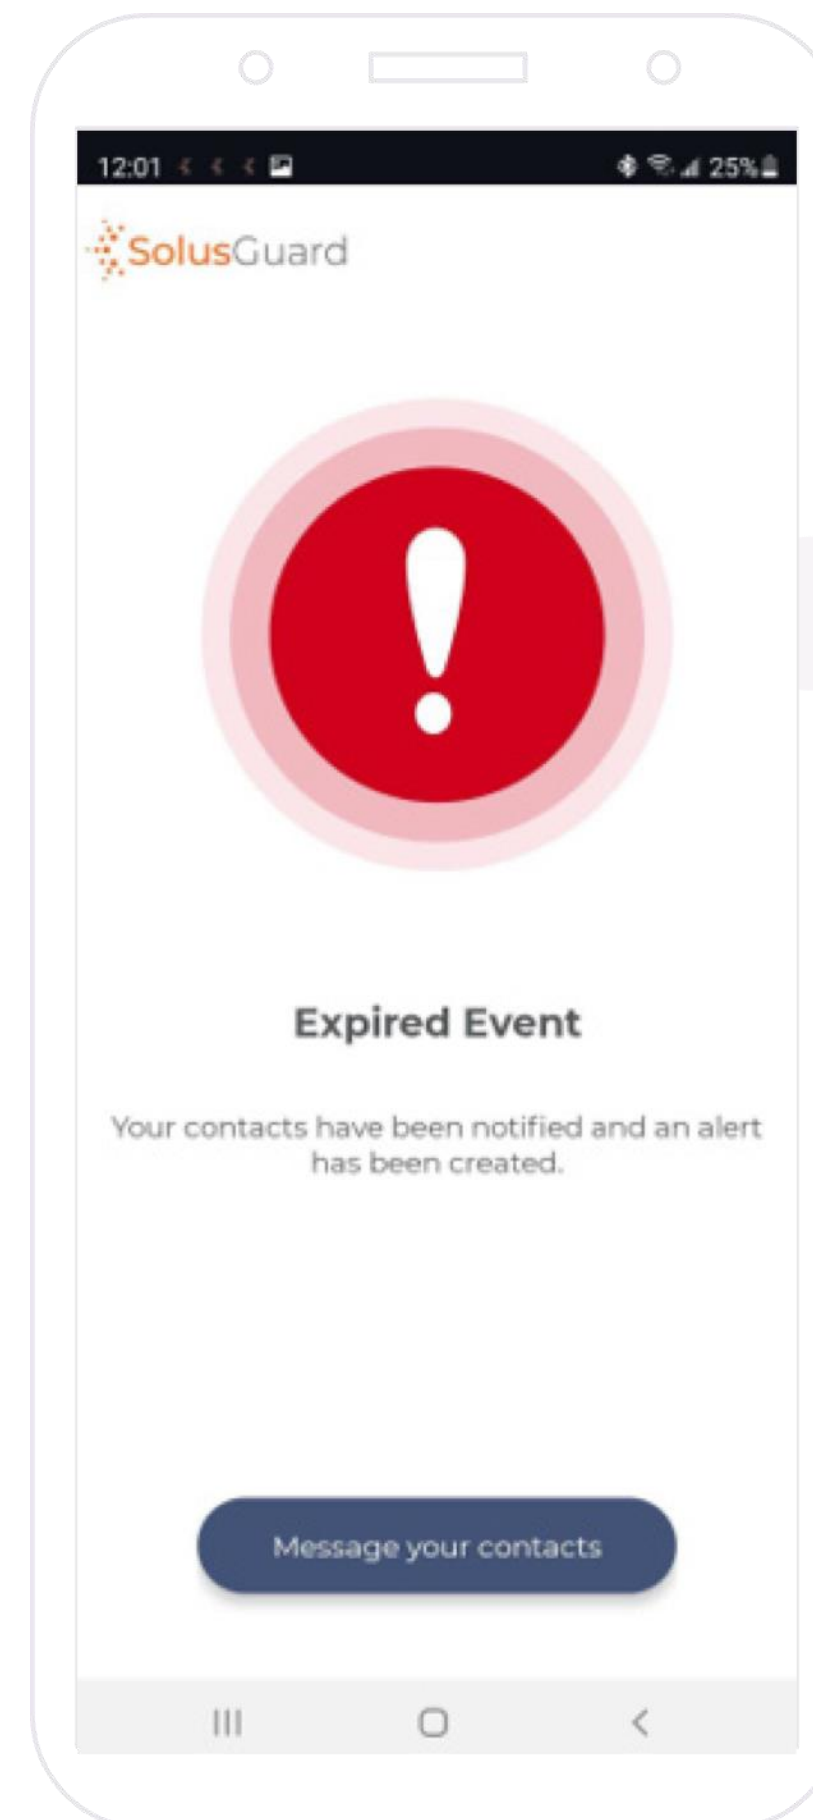 12:01 25%
SolusGuard
!
Expired Event
Your contacts have been notified and an alert
has been created.
Message your contacts